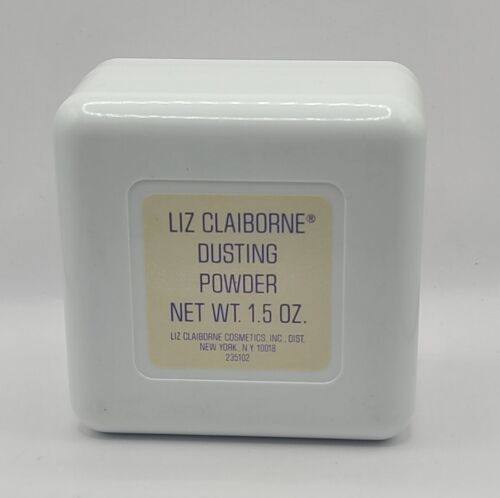 LIZ CLAIBORNE®
DUSTING
POWDER
NET WT. 1.5 OZ.
LIZ CLAIBORNE COSMETICS, INC., DIST.
NEW YORK, N.Y. 10018
235102